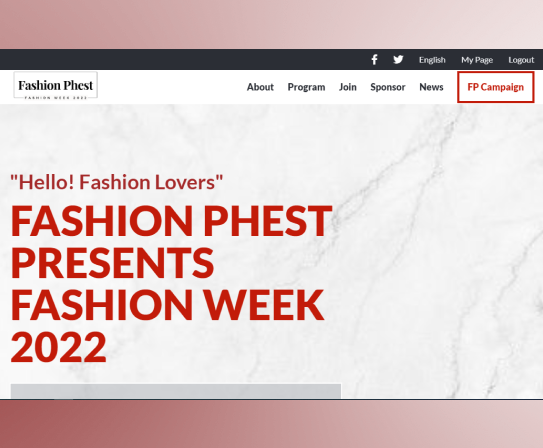 English My Page Logout
Fashion Phest
FASHION WEEK 2022
About Program Join Sponsor News FP Campaign
"Hello! Fashion Lovers"
FASHION PHEST
PRESENTS
FASHION WEEK
2022